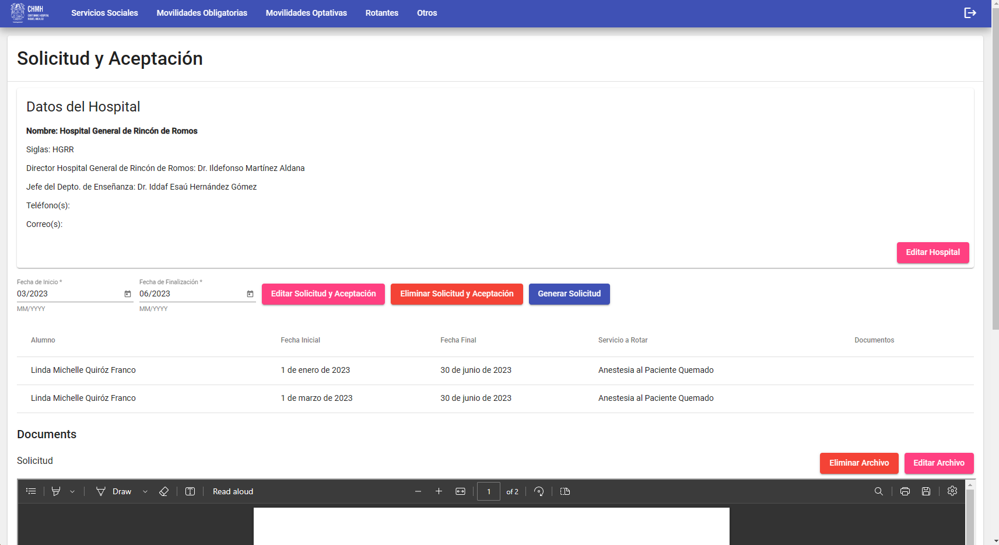 CHMH
CENTENARIO HOSPITAL
MIGUEL HIDALGO
Servicios Sociales
Movilidades Obligatorias
Movilidades Optativas
Rotantes
Otros
Solicitud y Aceptación
Datos del Hospital
Nombre: Hospital General de Rincón de Romos
Siglas: HGRR
Director Hospital General de Rincón de Romos: Dr. Ildefonso Martínez Aldana
Jefe del Depto. de Enseñanza: Dr. Iddaf Esaú Hernández Gómez
Teléfono(s):
Correo(s):
Editar Hospital
Fecha de Inicio *
03/2023
MM/YYYY
Fecha de Finalización *
06/2023
MM/YYYY
Editar Solicitud y Aceptación
Eliminar Solicitud y Aceptación
Generar Solicitud
Alumno Fecha Inicial Fecha Final Servicio a Rotar Documentos
Linda Michelle Quiróz Franco 1 de enero de 2023 30 de junio de 2023 Anestesia al Paciente Quemado
Linda Michelle Quiróz Franco 1 de marzo de 2023 30 de junio de 2023 Anestesia al Paciente Quemado
Documents
Solicitud
Eliminar Archivo
Editar Archivo
Draw
Read aloud
1 of 2